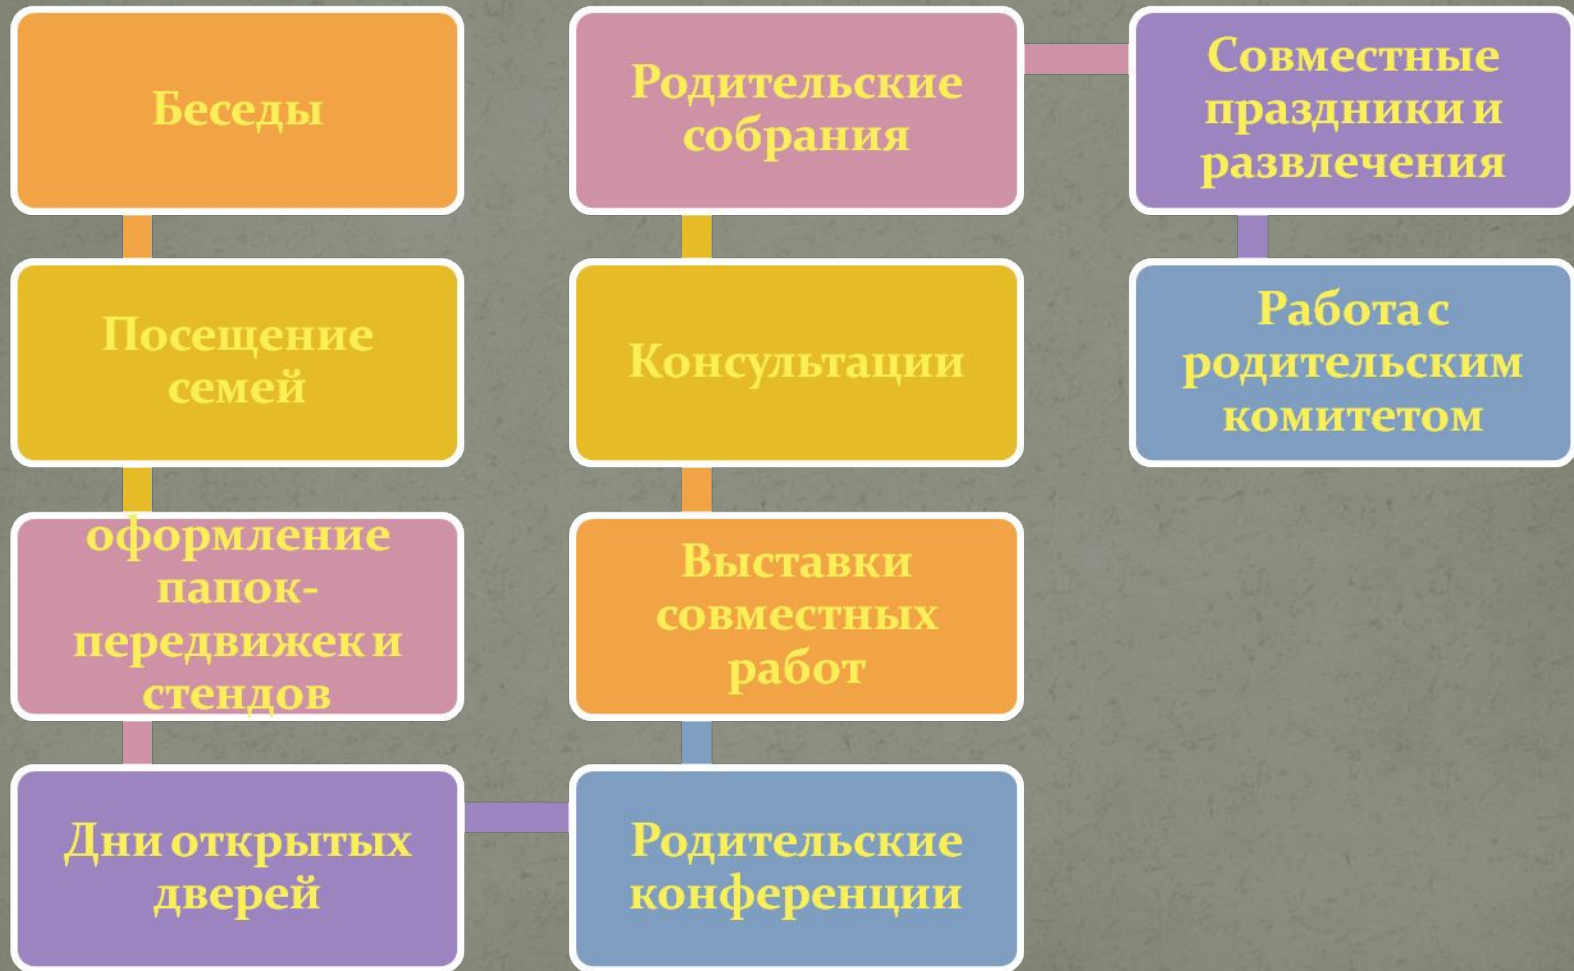 Беседы
Посещение
семей
оформление
папок-
передвижек и
стендов
Дни открытых
дверей
Родительские
конференции
Выставки
совместных
работ
Консультации
Родительские
собрания
Совместные
праздники и
развлечения
Работа с
родительским
комитетом